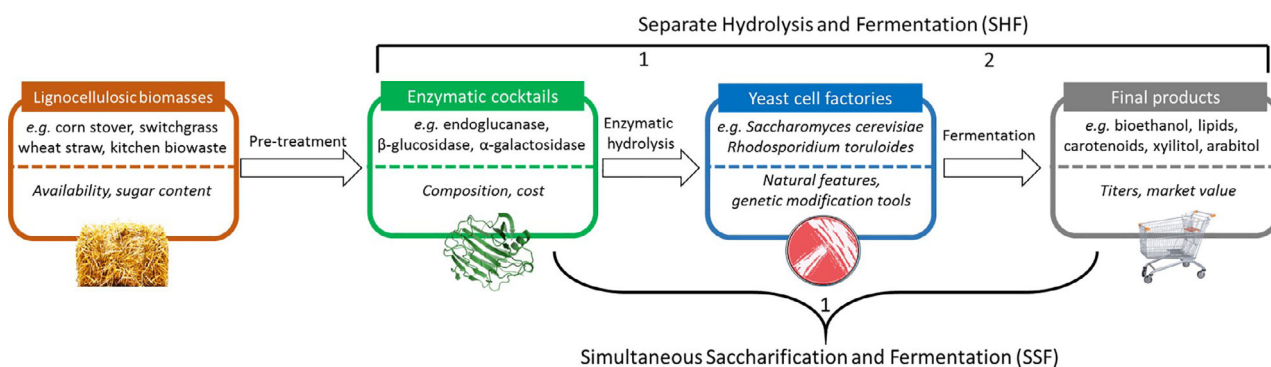 Separate Hydrolysis and Fermentation (SHF)
1
2
Lignocellulosic biomasses
e.g. corn stover, switchgrass
wheat straw, kitchen biowaste
Availability, sugar content
Pre-treatment
Enzymatic cocktails
e.g. endoglucanase,
β-glucosidase, α-galactosidase
Composition, cost
Enzymatic
hydrolysis
Yeast cell factories
e.g. Saccharomyces cerevisiae
Rhodosporidium toruloides
Natural features,
genetic modification tools
Fermentation
Final products
e.g. bioethanol, lipids,
carotenoids, xyilitol, arabitol
Titers, market value
1
Simultaneous Saccharification and Fermentation (SSF)